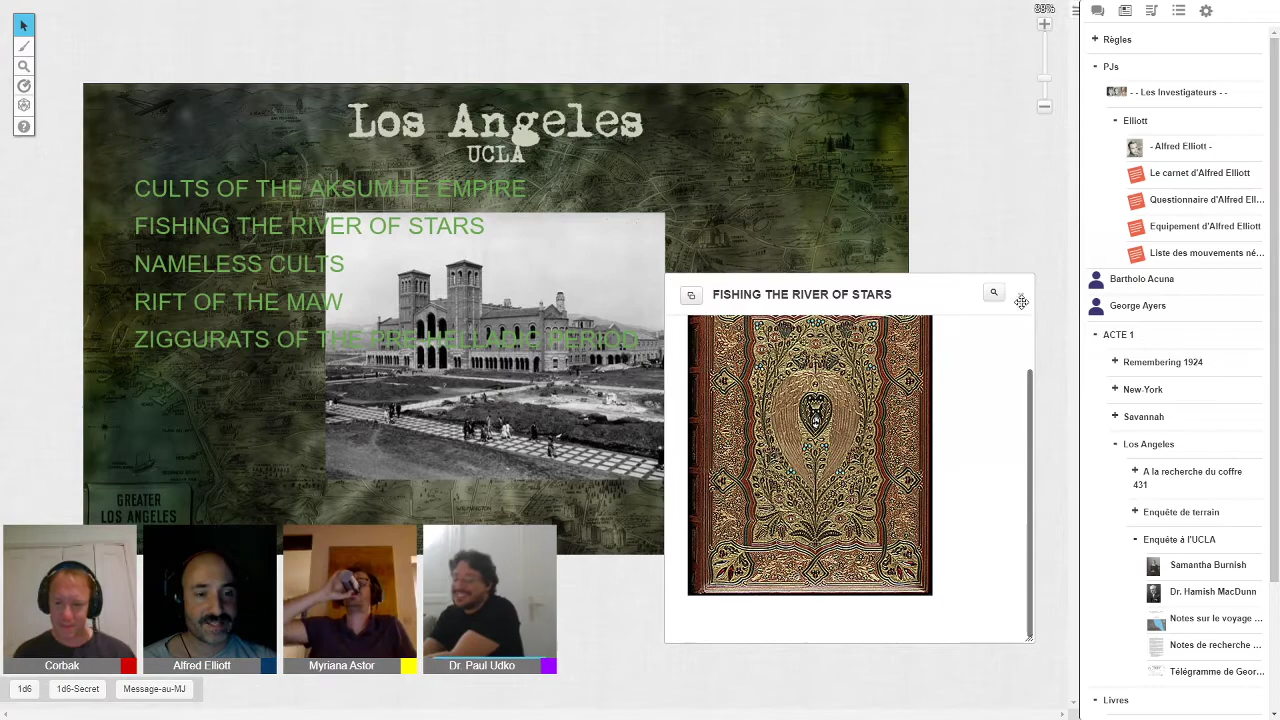 88%
Los Angeles
UCLA
CULTS OF THE AKSUMITE EMPIRE
FISHING THE RIVER OF STARS
NAMELESS CULTS
RIFT OF THE MAW
ZIGGURATS OF THE PRE-HELLADIC PERIOD
GREATER
LOS ANGELES
WILMINGTON
FISHING THE RIVER OF STARS
Corbak
Alfred Elliott
Myriana Astor
Dr. Paul Udko
1d6
1d6-Secret
Message-au-MJ
Règles
PJs
- - Les Investigateurs - -
Elliott
- Alfred Elliott -
Le carnet d'Alfred Elliott
Questionnaire d'Alfred Ell...
Equipement d'Alfred Elliott
Liste des mouvements né...
Bartholo Acuna
George Ayers
ACTE 1
Remembering 1924
New-York
Savannah
Los Angeles
A la recherche du coffre
431
Enquête de terrain
Enquête à l'UCLA
Samantha Burnish
Dr. Hamish MacDunn
Notes sur le voyage ...
Notes de recherche ...
Télégramme de Geor...
Livres